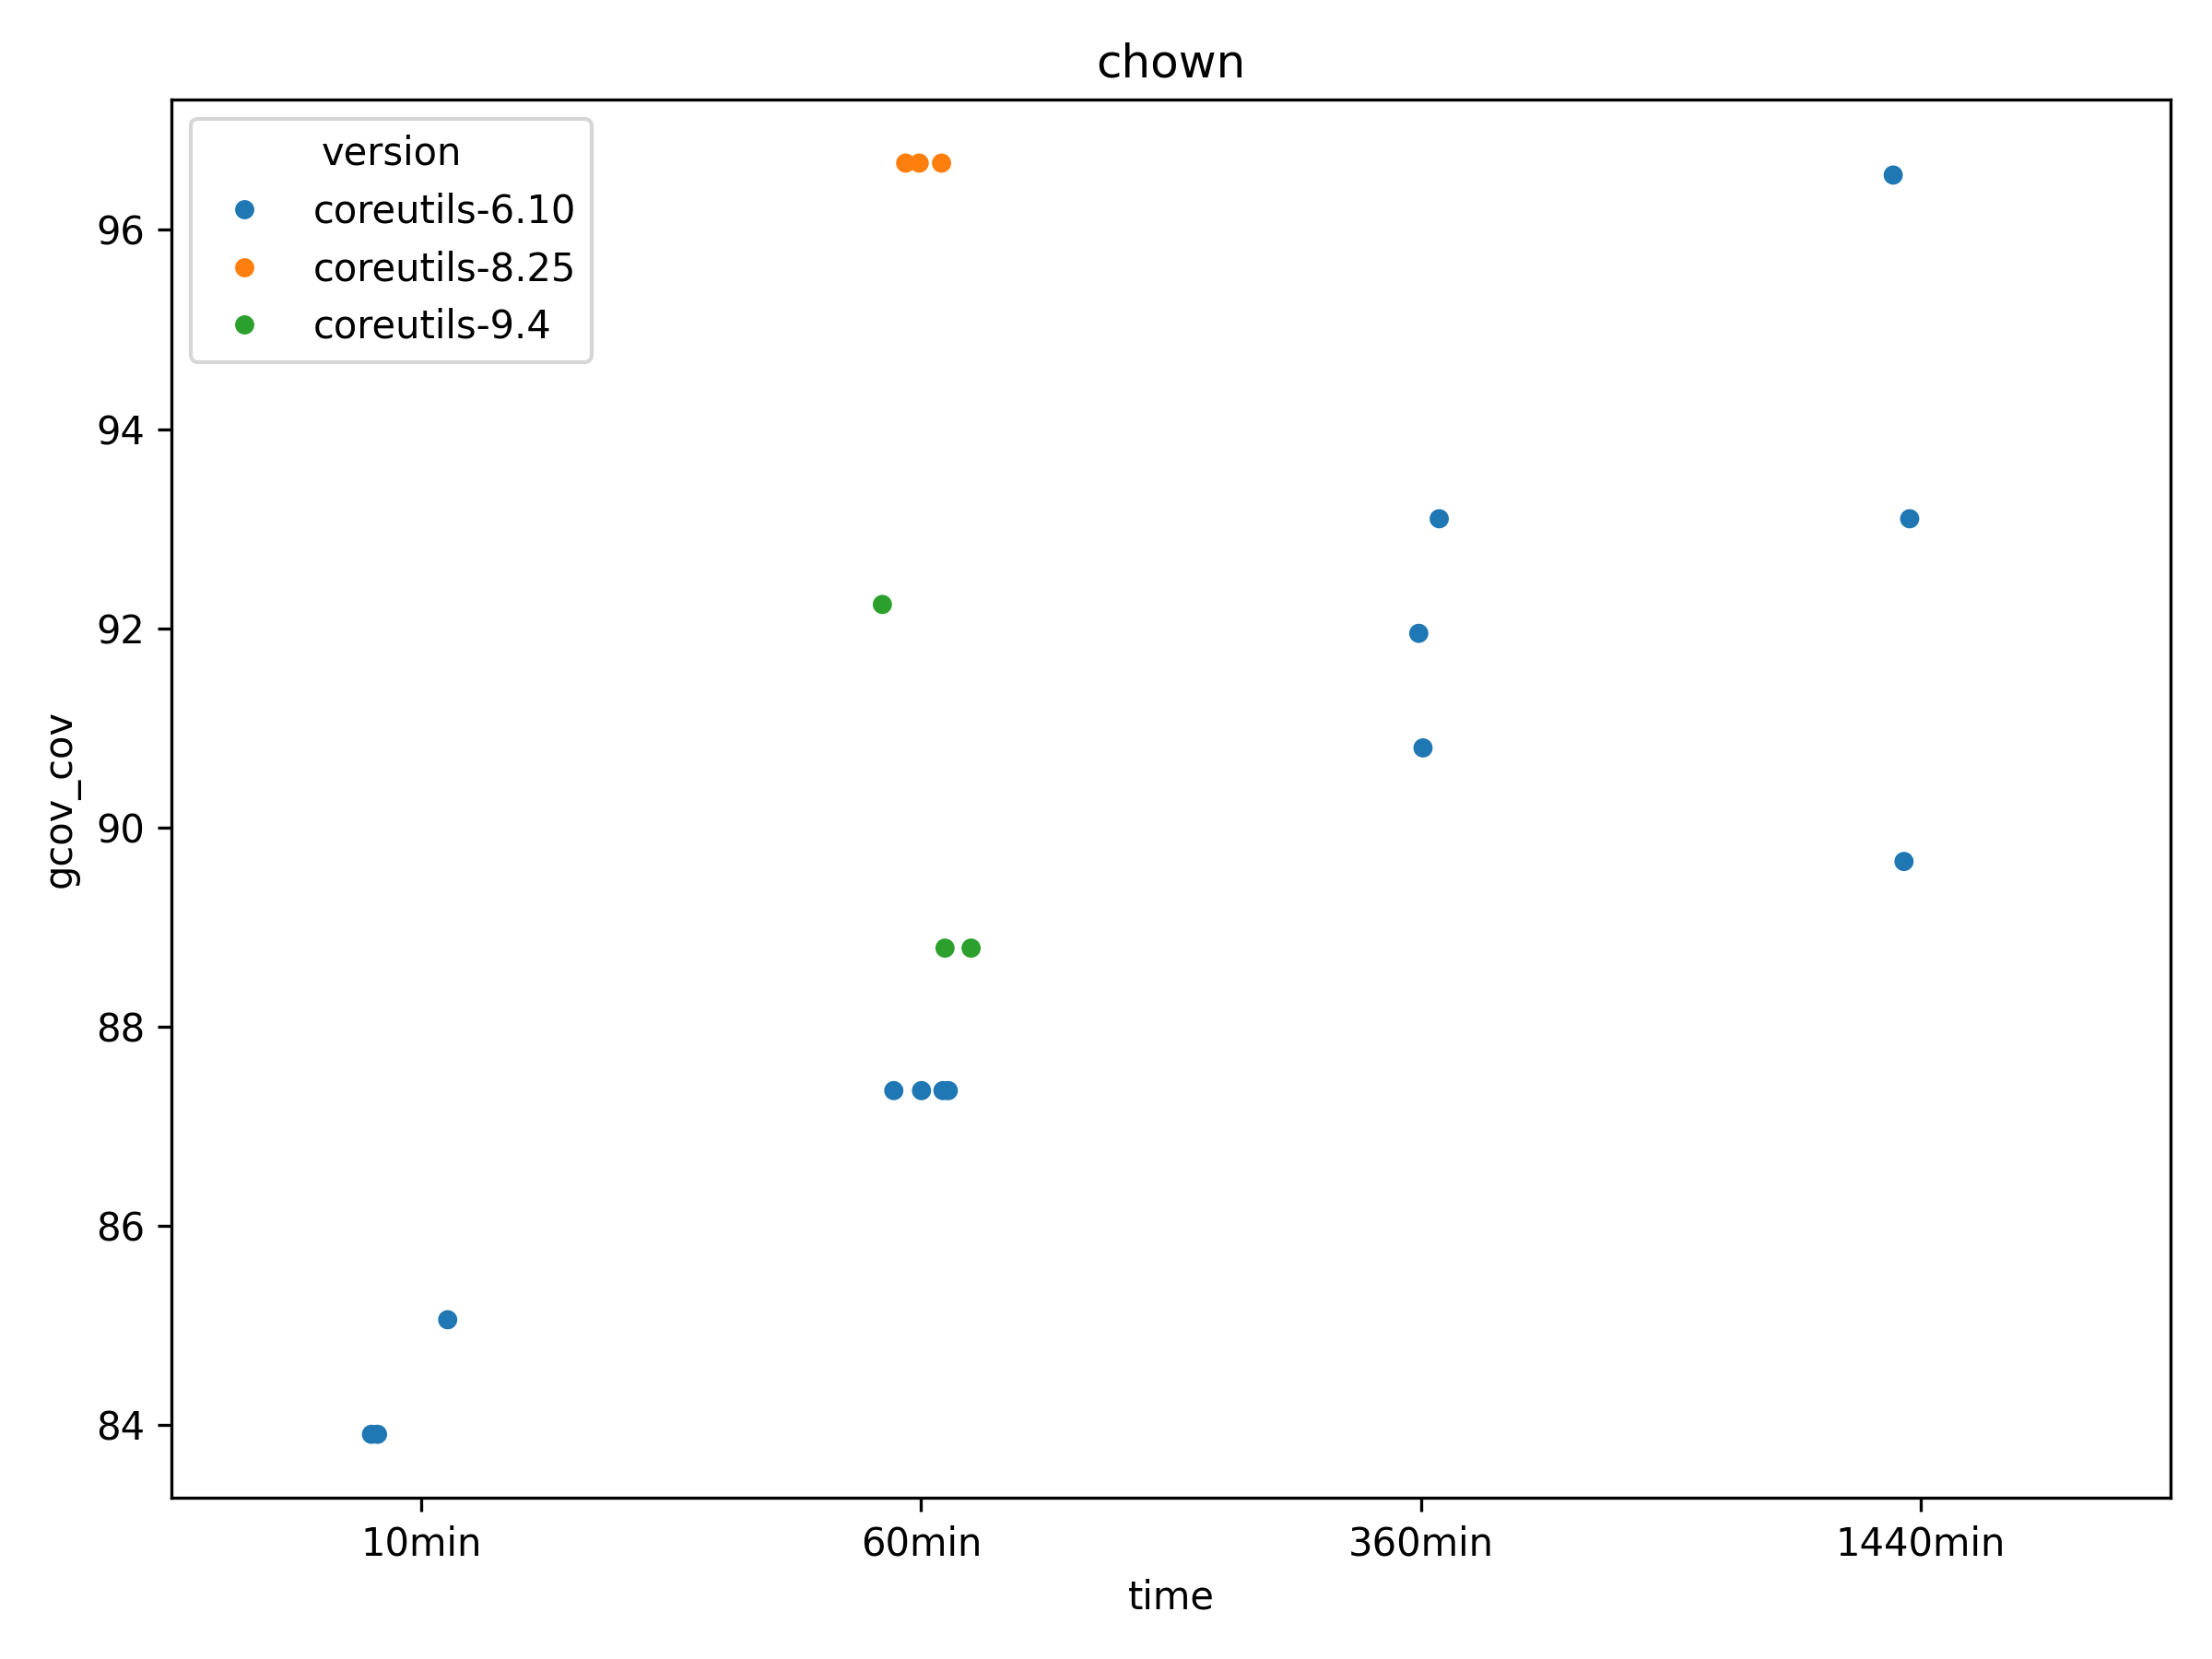 chown
version
coreutils-6.10
coreutils-8.25
coreutils-9.4
96
94
92
90
88
86
84
gcov_cov
10min
60min
360min
1440min
time